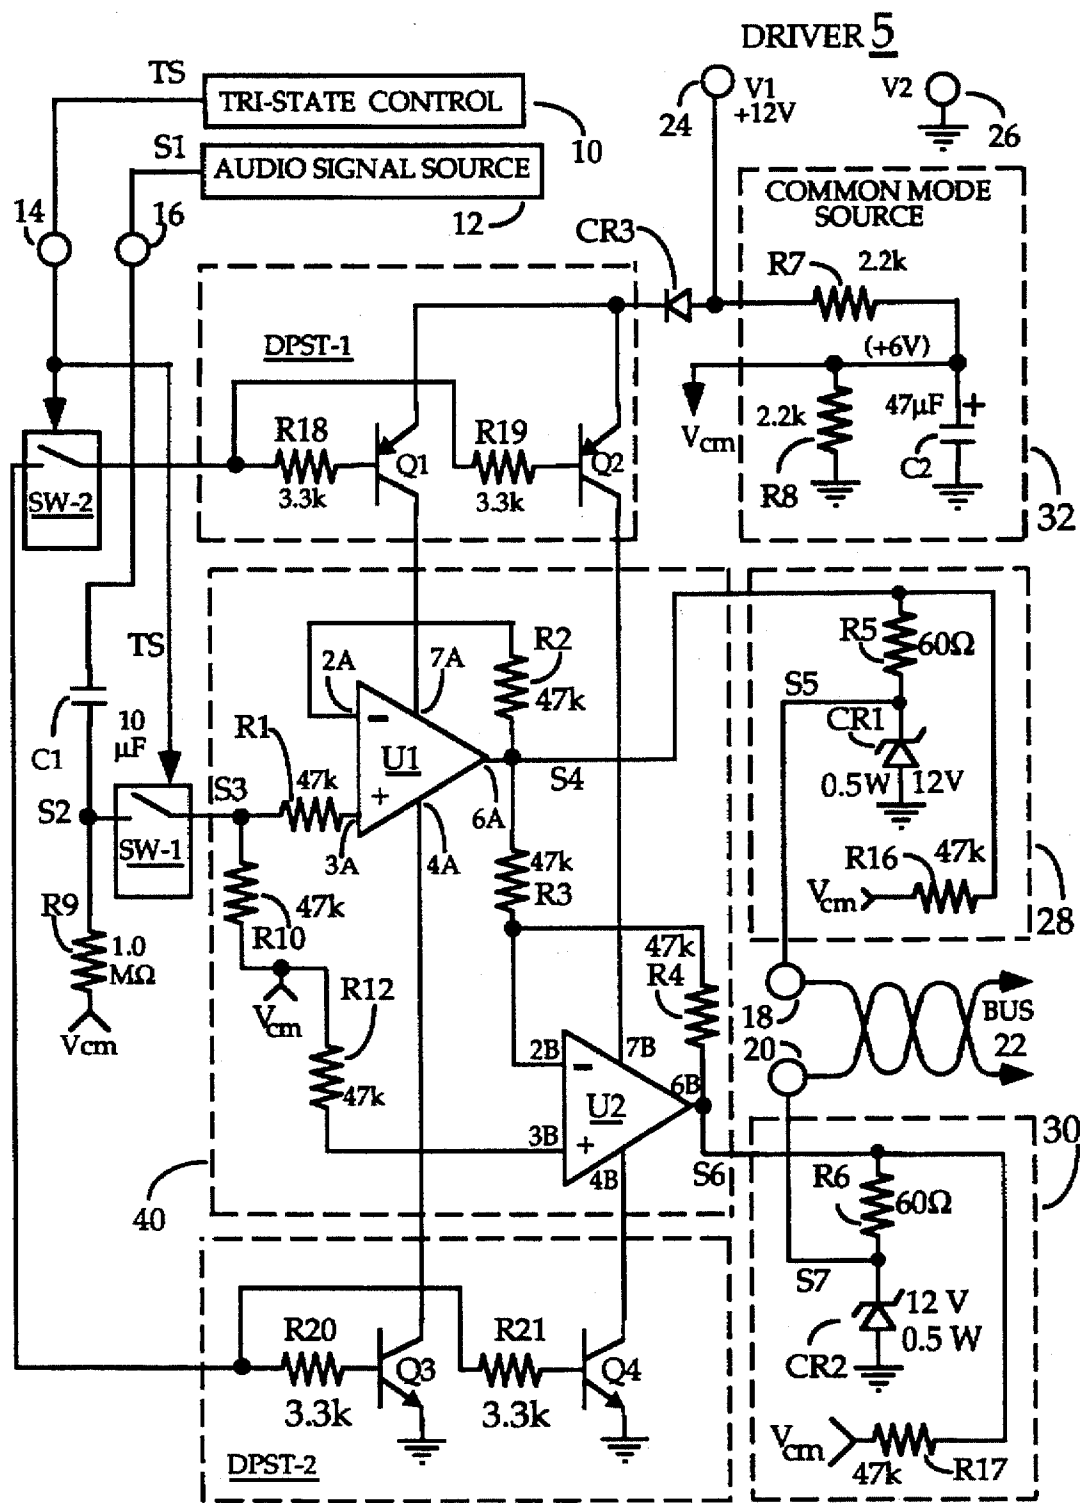 DRIVER 5
TS
TRI-STATE CONTROL
10
S1
AUDIO SIGNAL SOURCE
12
14
16
24
V1
+12V
V2
26
COMMON MODE
SOURCE
R7
2.2k
(+6V)
Vcm
2.2k
R8
47µF
+
C2
32
CR3
DPST-1
R18
3.3k
Q1
R19
3.3k
Q2
SW-2
TS
C1
10
µF
S2
SW-1
S3
R9
1.0
MΩ
Vcm
R1
47k
2A
7A
–
U1
+
3A
4A
6A
R2
47k
S4
47k
R3
47k
R10
Vcm
R12
47k
47k
R4
2B
7B
–
U2
+
3B
4B
6B
S6
40
R5
60Ω
S5
CR1
0.5W
12V
R16
47k
Vcm
28
18
20
BUS
22
30
R6
60Ω
S7
12 V
0.5 W
CR2
Vcm
47k
R17
R20
3.3k
Q3
R21
3.3k
Q4
DPST-2